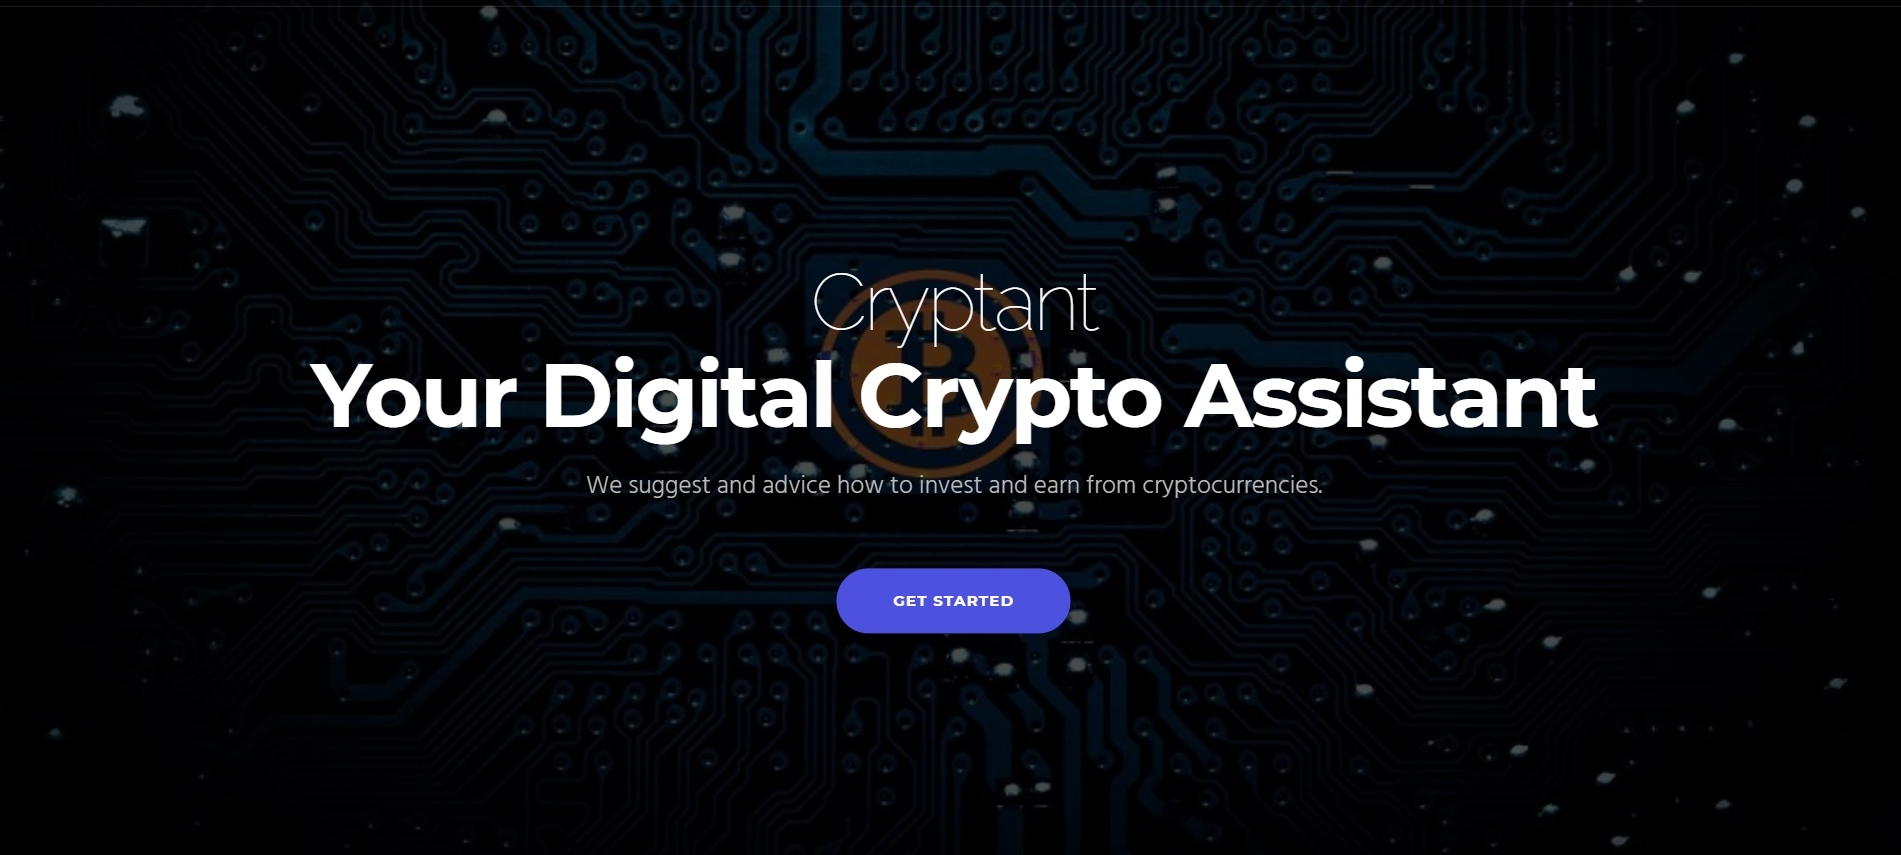 Cryptant
Your Digital Crypto Assistant
We suggest and advice how to invest and earn from cryptocurrencies.
GET STARTED